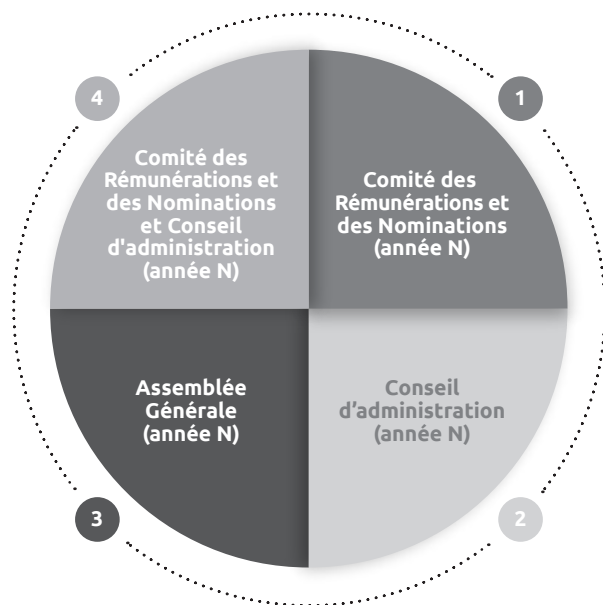 4
1
Comité des
Rémunérations et
des Nominations
et Conseil
d'administration
(année N)
Comité des
Rémunérations et
des Nominations
(année N)
Assemblée
Générale
(année N)
Conseil
d’administration
(année N)
3
2